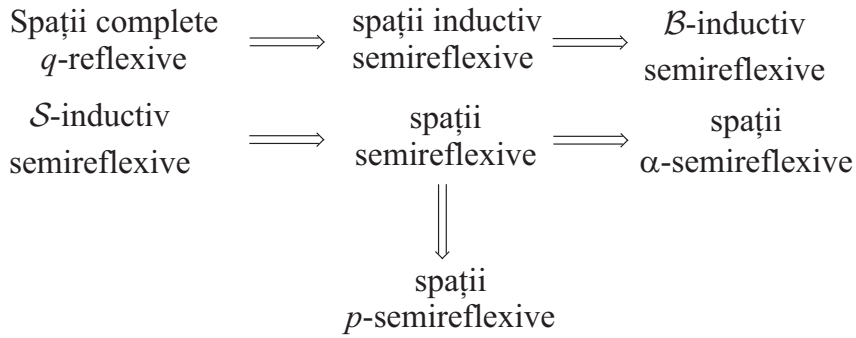 Spații complete
q-reflexive
spații inductiv
semireflexive
ℬ-inductiv
semireflexive
𝒮-inductiv
semireflexive
spații
semireflexive
spații
α-semireflexive
spații
p-semireflexive